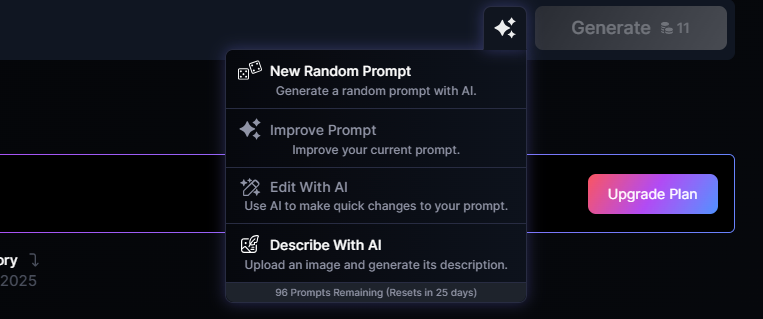 Generate 11
New Random Prompt
Generate a random prompt with AI.
Improve Prompt
Improve your current prompt.
Edit With AI
Use AI to make quick changes to your prompt.
Upgrade Plan
Describe With AI
Upload an image and generate its description.
ory
2025
96 Prompts Remaining (Resets in 25 days)